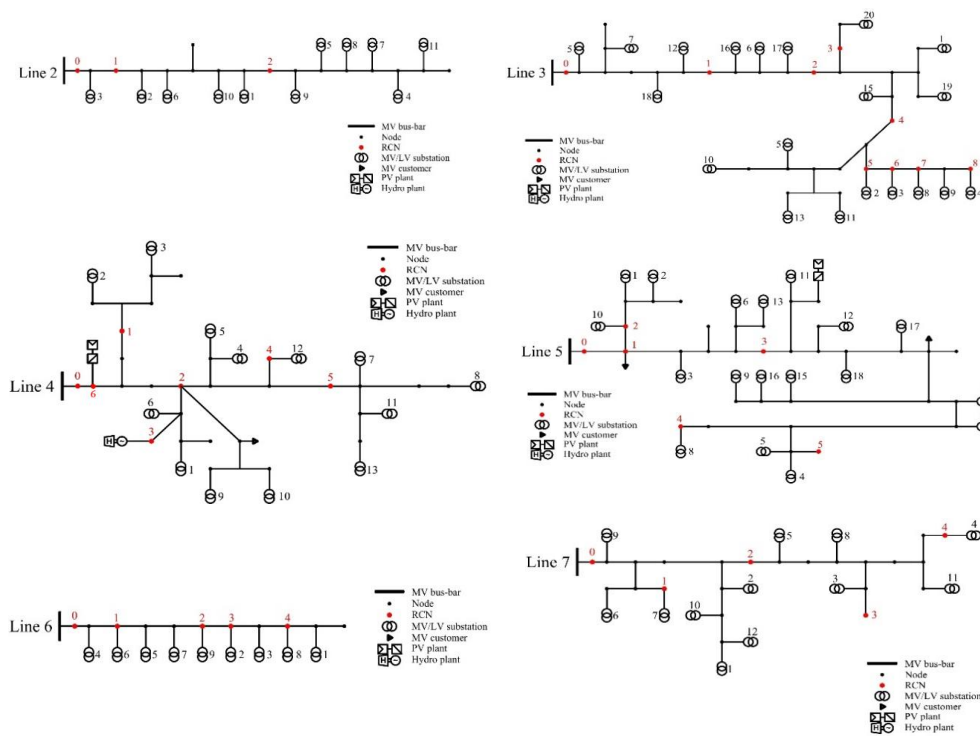 Line 2
0 1 2 5 8 7 11
3 2 6 10 1 9 4
MV bus-bar
Node
RCN
MV/LV substation
MV customer
PV plant
H ~ Hydro plant
Line 3
20
5 7 12 16 6 17 3 1
0 1 2
18 15 19
4
5
10 5 6 7 8
2 3 8 9
13 11
MV bus-bar
Node
RCN
MV/LV substation
MV customer
PV plant
H ~ Hydro plant
Line 4
3
2
1
5 4 4 12 7
0 2 5 8
6
6 11
H ~ 3
1 9 10 13
MV bus-bar
Node
RCN
MV/LV substation
MV customer
PV plant
H ~ Hydro plant
Line 5
1 2 11
6 13
10 2 12 17
0 1 3
3 9 16 15 18
4
8 5 5
4
MV bus-bar
Node
RCN
MV/LV substation
MV customer
PV plant
H ~ Hydro plant
Line 6
0 1 2 3 4
4 6 5 7 9 2 3 8 1
MV bus-bar
Node
RCN
MV/LV substation
MV customer
PV plant
H ~ Hydro plant
Line 7
9 5 8 4 4
0 2
1 2 3 11
6 7 10 3
12
1
MV bus-bar
Node
RCN
MV/LV substation
MV customer
PV plant
H ~ Hydro plant